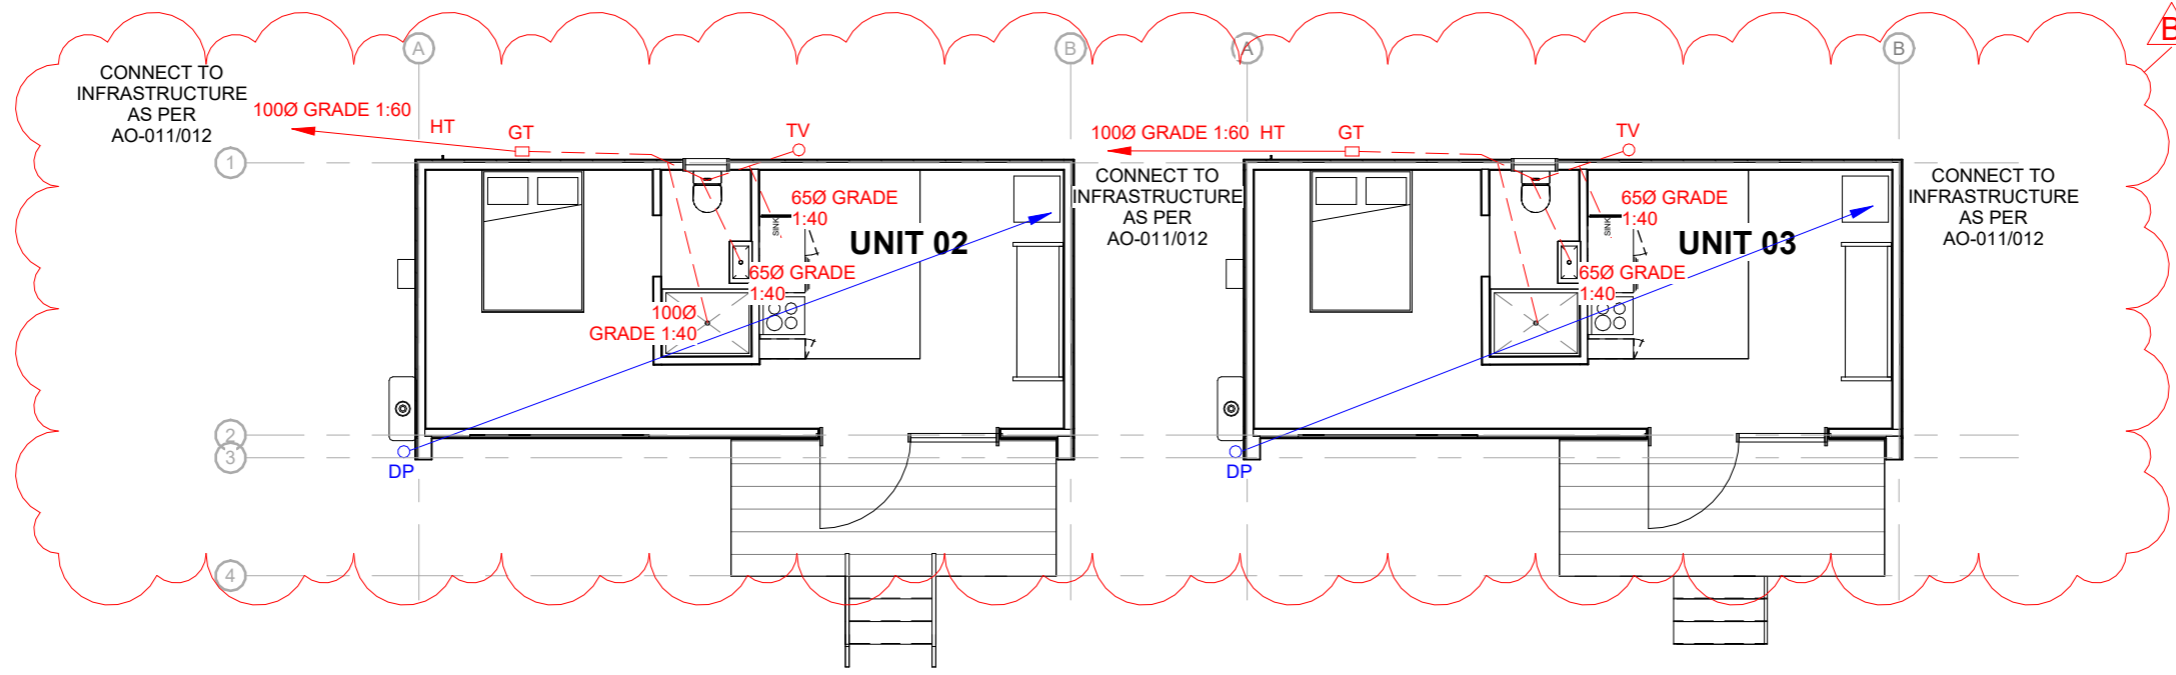 B
A
B
A
B
CONNECT TO
INFRASTRUCTURE
AS PER
AO-011/012
100Ø GRADE 1:60
HT
GT
TV
100Ø GRADE 1:60 HT
GT
TV
1
CONNECT TO
INFRASTRUCTURE
AS PER
AO-011/012
CONNECT TO
INFRASTRUCTURE
AS PER
AO-011/012
65Ø GRADE
1:40
SINK
UNIT 02
65Ø GRADE
1:40
100Ø
GRADE 1:40
65Ø GRADE
1:40
SINK
UNIT 03
65Ø GRADE
1:40
2
3
DP
DP
4